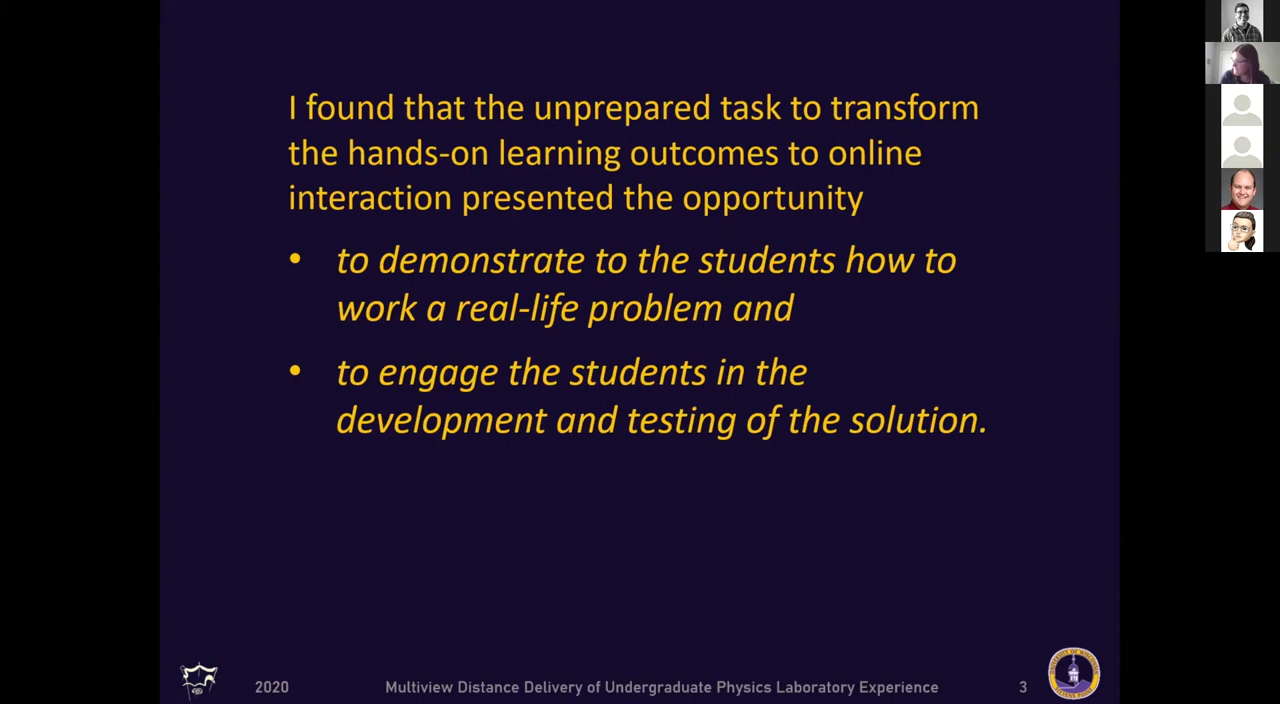 I found that the unprepared task to transform
the hands-on learning outcomes to online
interaction presented the opportunity
• to demonstrate to the students how to
work a real-life problem and
• to engage the students in the
development and testing of the solution.
2020
Multiview Distance Delivery of Undergraduate Physics Laboratory Experience
3